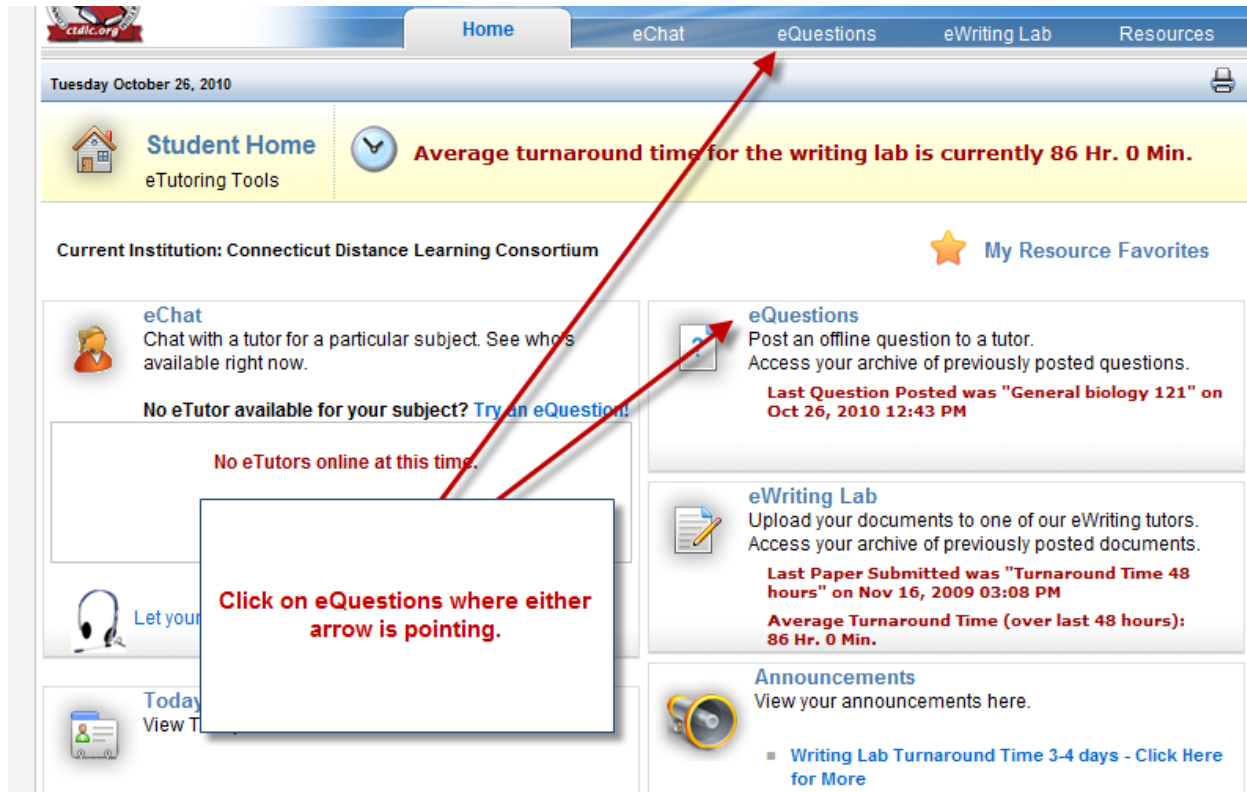 ctdlc.org
Home eChat eQuestions eWriting Lab Resources
Tuesday October 26, 2010
Student Home
eTutoring Tools
Average turnaround time for the writing lab is currently 86 Hr. 0 Min.
Current Institution: Connecticut Distance Learning Consortium
My Resource Favorites
eChat
Chat with a tutor for a particular subject. See who's
available right now.
No eTutor available for your subject? Try an eQuestion!
No eTutors online at this time.
Let your
Click on eQuestions where either
arrow is pointing.
Today
View T
eQuestions
Post an offline question to a tutor.
Access your archive of previously posted questions.
Last Question Posted was "General biology 121" on
Oct 26, 2010 12:43 PM
eWriting Lab
Upload your documents to one of our eWriting tutors.
Access your archive of previously posted documents.
Last Paper Submitted was "Turnaround Time 48
hours" on Nov 16, 2009 03:08 PM
Average Turnaround Time (over last 48 hours):
86 Hr. 0 Min.
Announcements
View your announcements here.
Writing Lab Turnaround Time 3-4 days - Click Here
for More